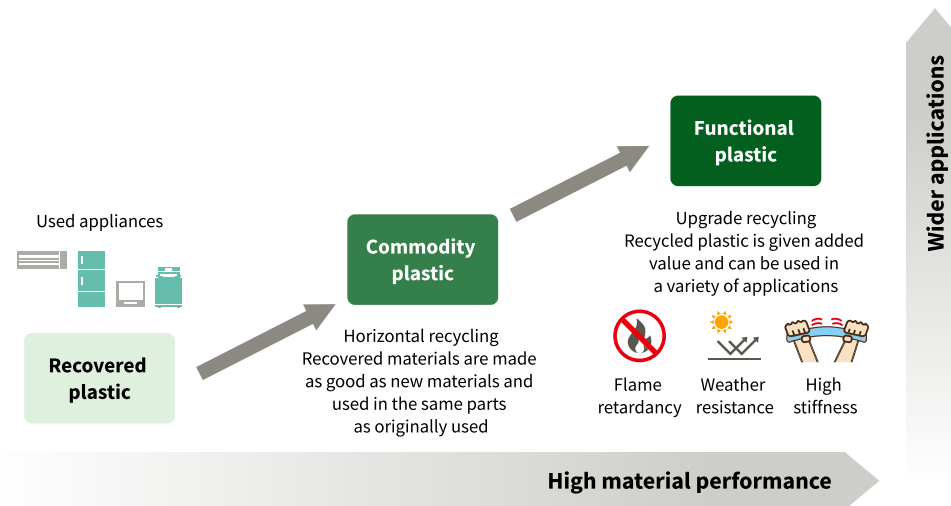 Used appliances
Recovered
plastic
Commodity
plastic
Horizontal recycling
Recovered materials are made
as good as new materials and
used in the same parts
as originally used
Functional
plastic
Upgrade recycling
Recycled plastic is given added
value and can be used in
a variety of applications
Flame
retardancy
Weather
resistance
High
stiffness
High material performance
Wider applications